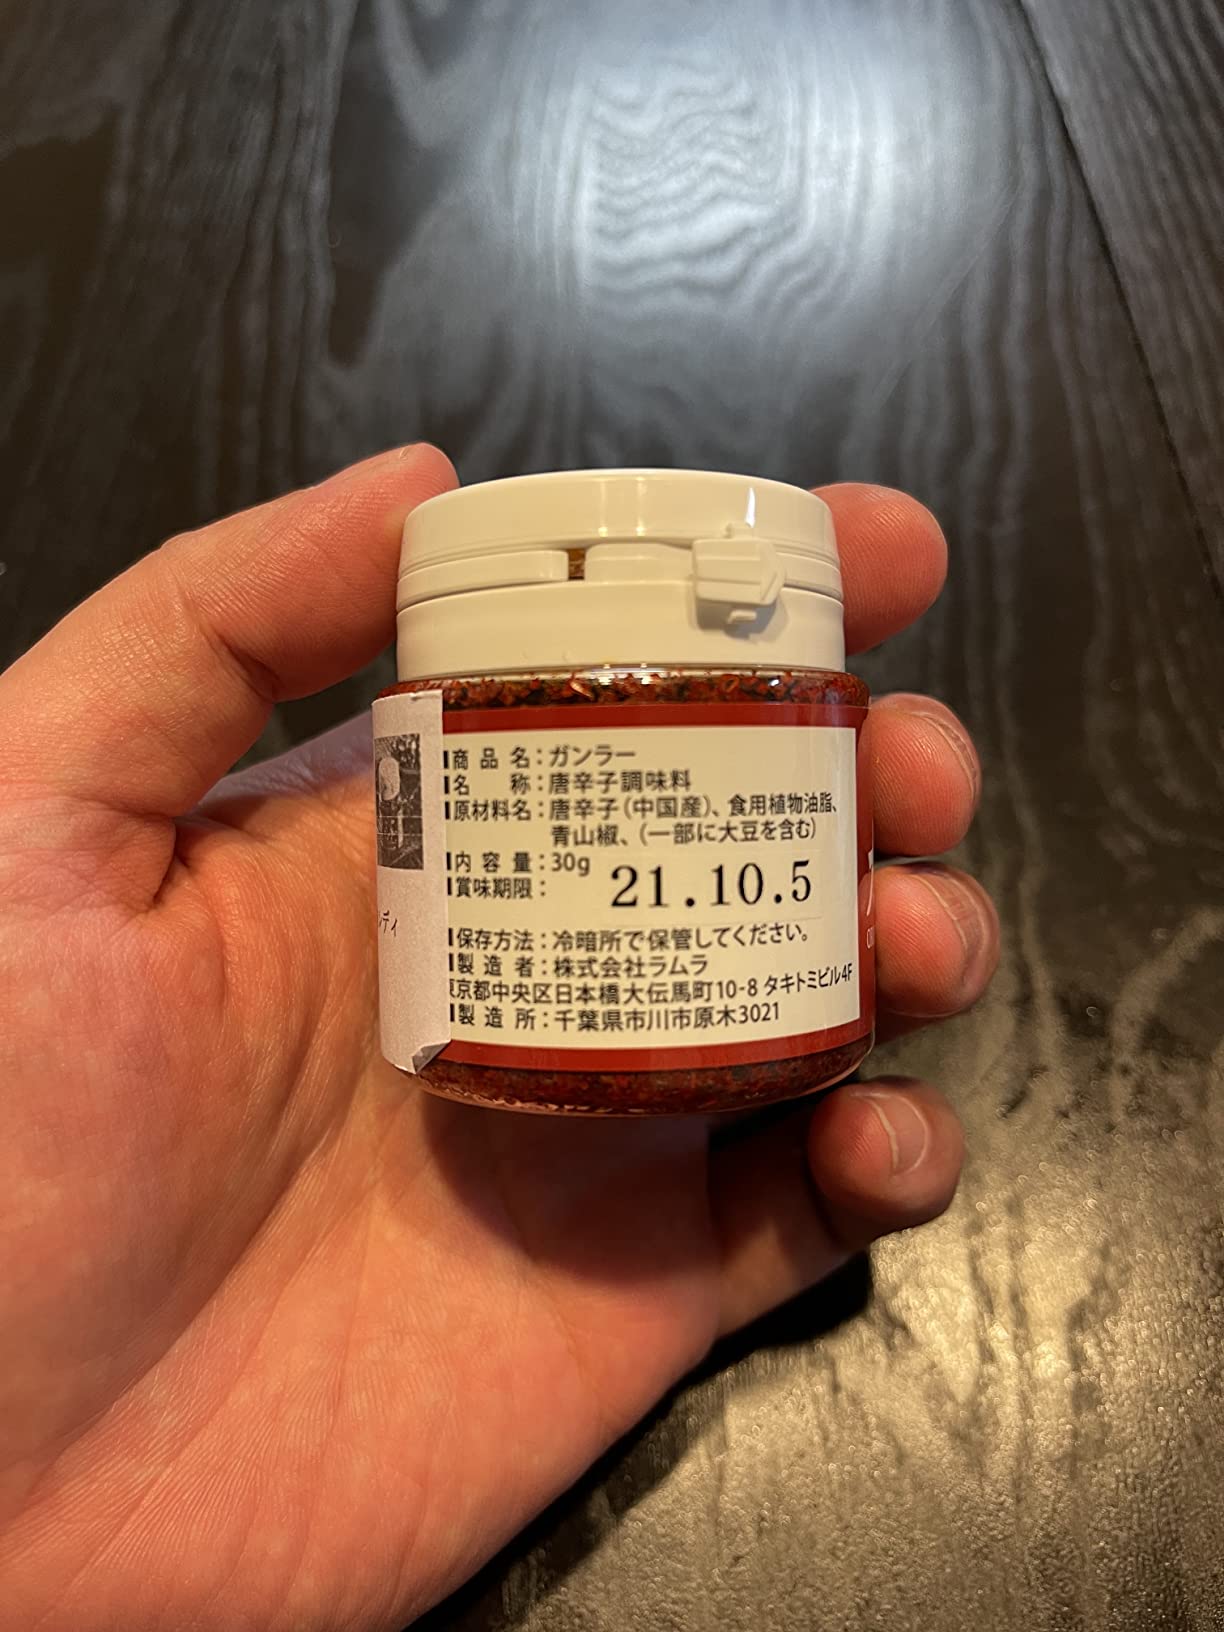 商品名：ガンラー
名称：唐辛子調味料
原材料名：唐辛子（中国産）、食用植物油脂、
青山椒、（一部に大豆を含む）
内容量：30g
賞味期限：
21.10.5
保存方法：冷暗所で保管してください。
製造者：株式会社ラムラ
東京都中央区日本橋大伝馬町10-8 タキトミビル4F
製造所：千葉県市川市原木3021
ンディ